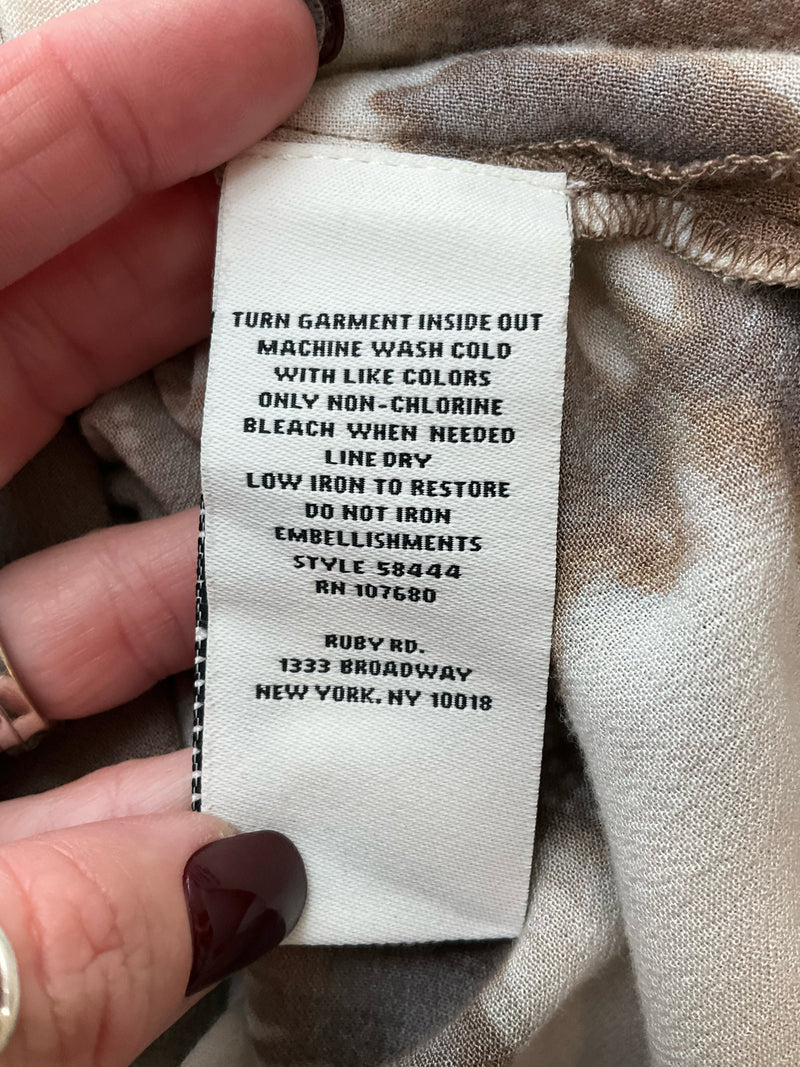 TURN GARMENT INSIDE OUT
MACHINE WASH COLD
WITH LIKE COLORS
ONLY NON-CHLORINE
BLEACH WHEN NEEDED
LINE DRY
LOW IRON TO RESTORE
DO NOT IRON
EMBELLISHMENTS
STYLE 58444
RN 107680
RUBY RD.
1333 BROADWAY
NEW YORK, NY 10018